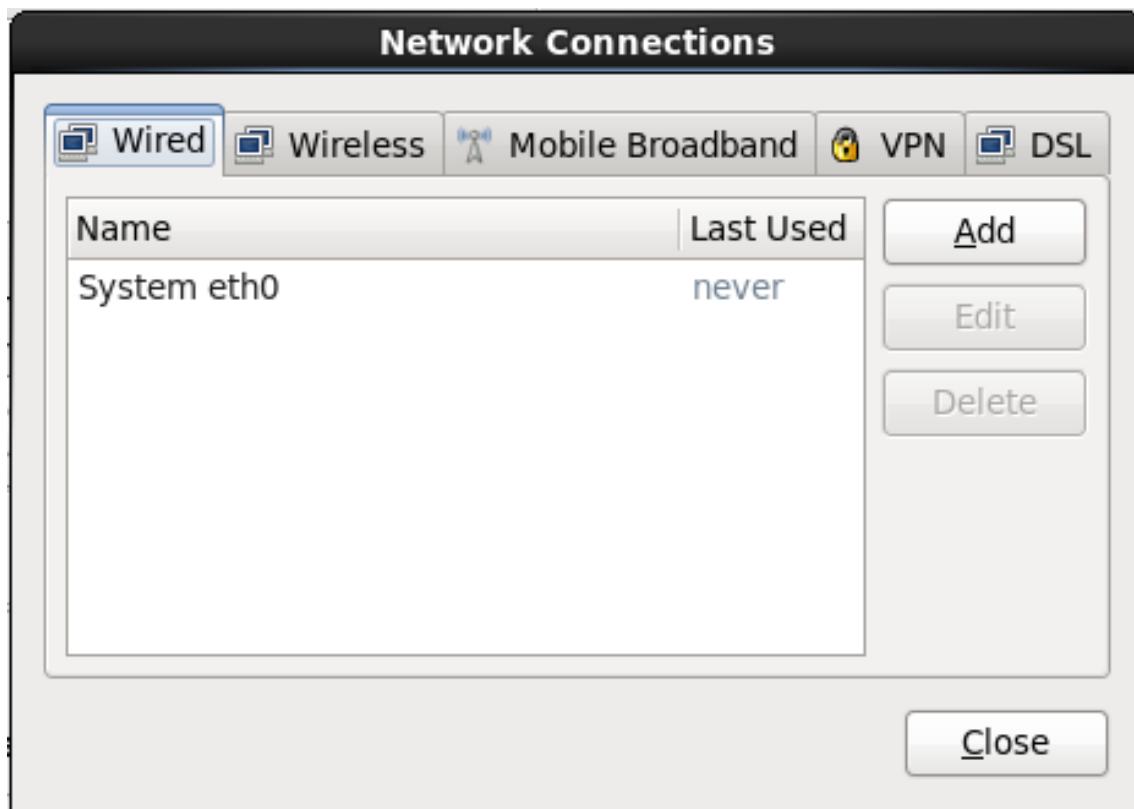 Network Connections
Wired Wireless Mobile Broadband VPN DSL
Name Last Used Add
System eth0 never
Edit
Delete
Close